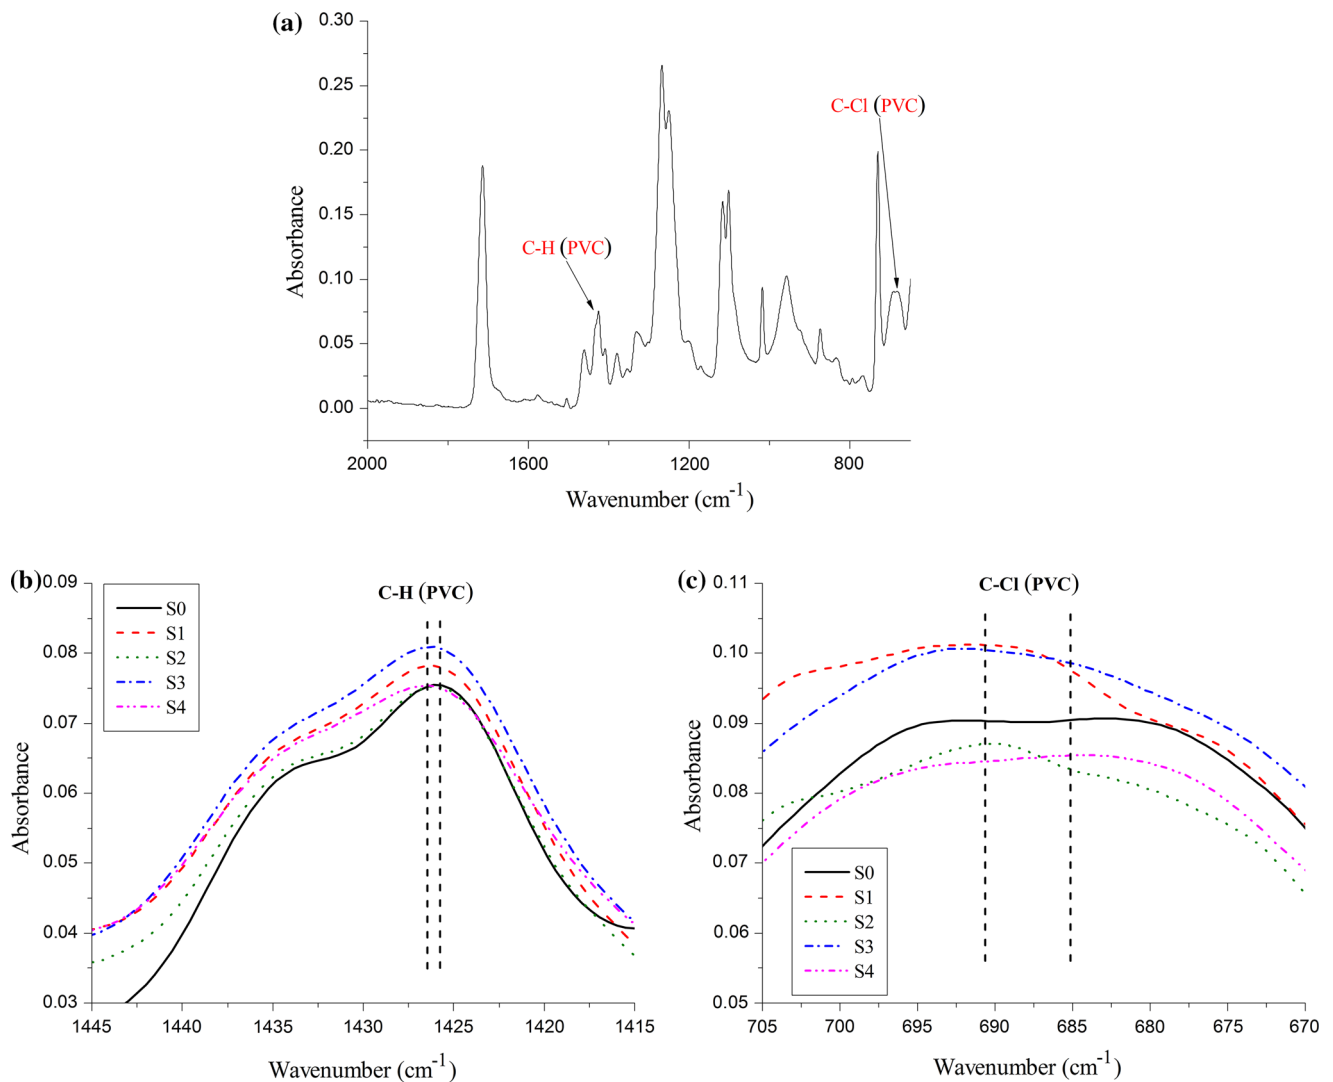 (a)
0.30
0.25
0.20
0.15
0.10
0.05
0.00
Absorbance
C-H (PVC)
C-Cl (PVC)
2000 1600 1200 800
Wavenumber (cm-1)
(b)
0.09
0.08
0.07
0.06
0.05
0.04
0.03
Absorbance
S0
S1
S2
S3
S4
C-H (PVC)
1445 1440 1435 1430 1425 1420 1415
Wavenumber (cm-1)
(c)
0.11
0.10
0.09
0.08
0.07
0.06
0.05
Absorbance
C-Cl (PVC)
S0
S1
S2
S3
S4
705 700 695 690 685 680 675 670
Wavenumber (cm-1)